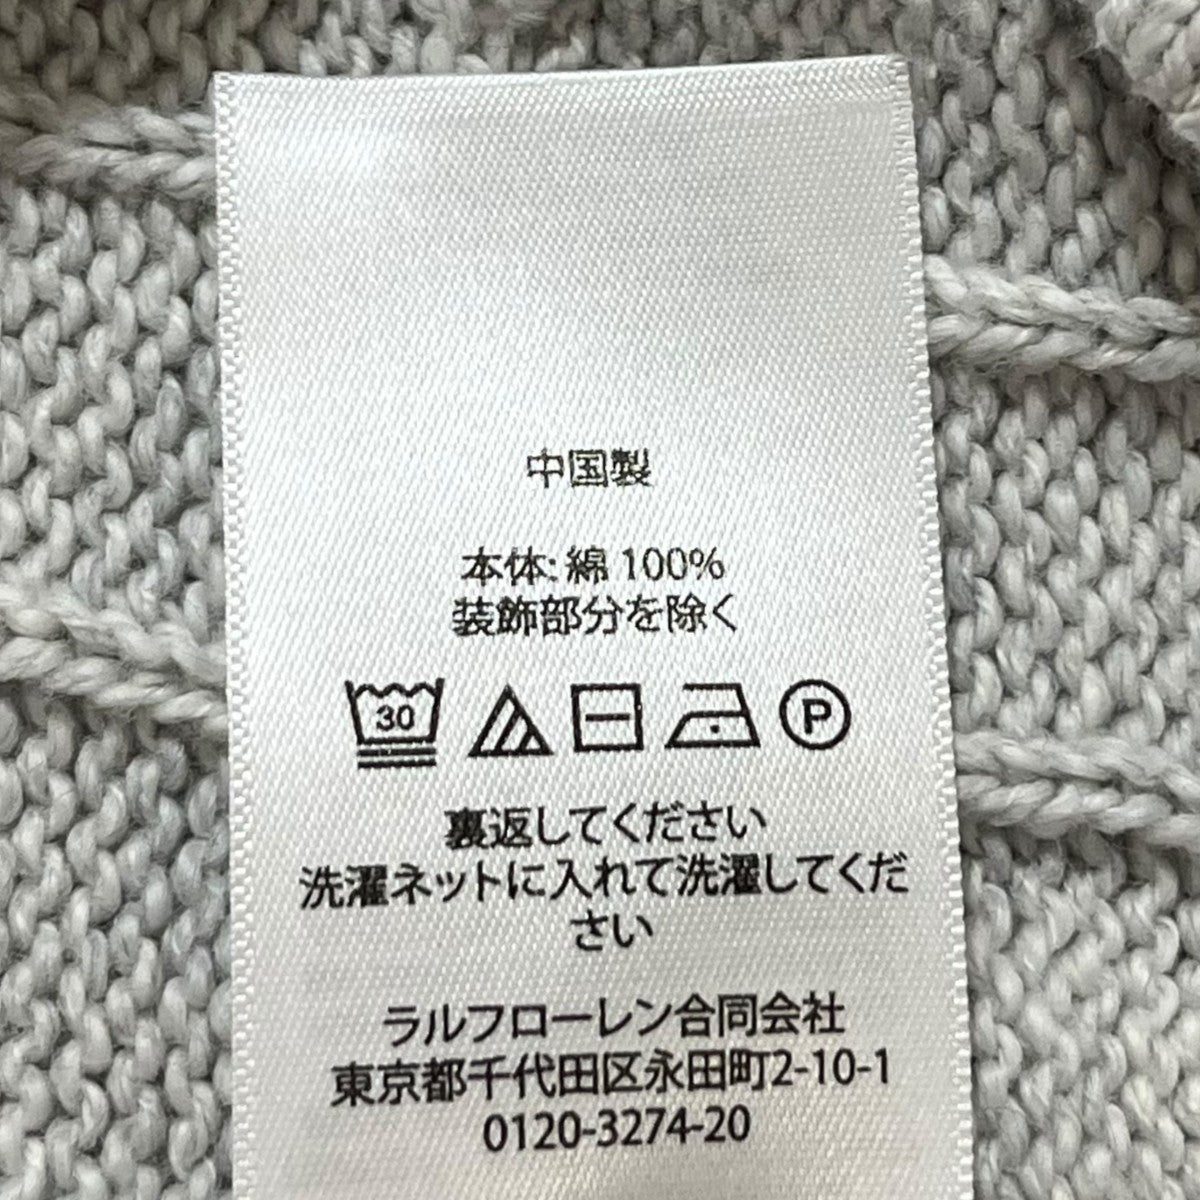 中国製
本体: 綿 100%
装飾部分を除く
30 P
裏返してください
洗濯ネットに入れて洗濯してくだ
さい
ラルフローレン合同会社
東京都千代田区永田町2-10-1
0120-3274-20